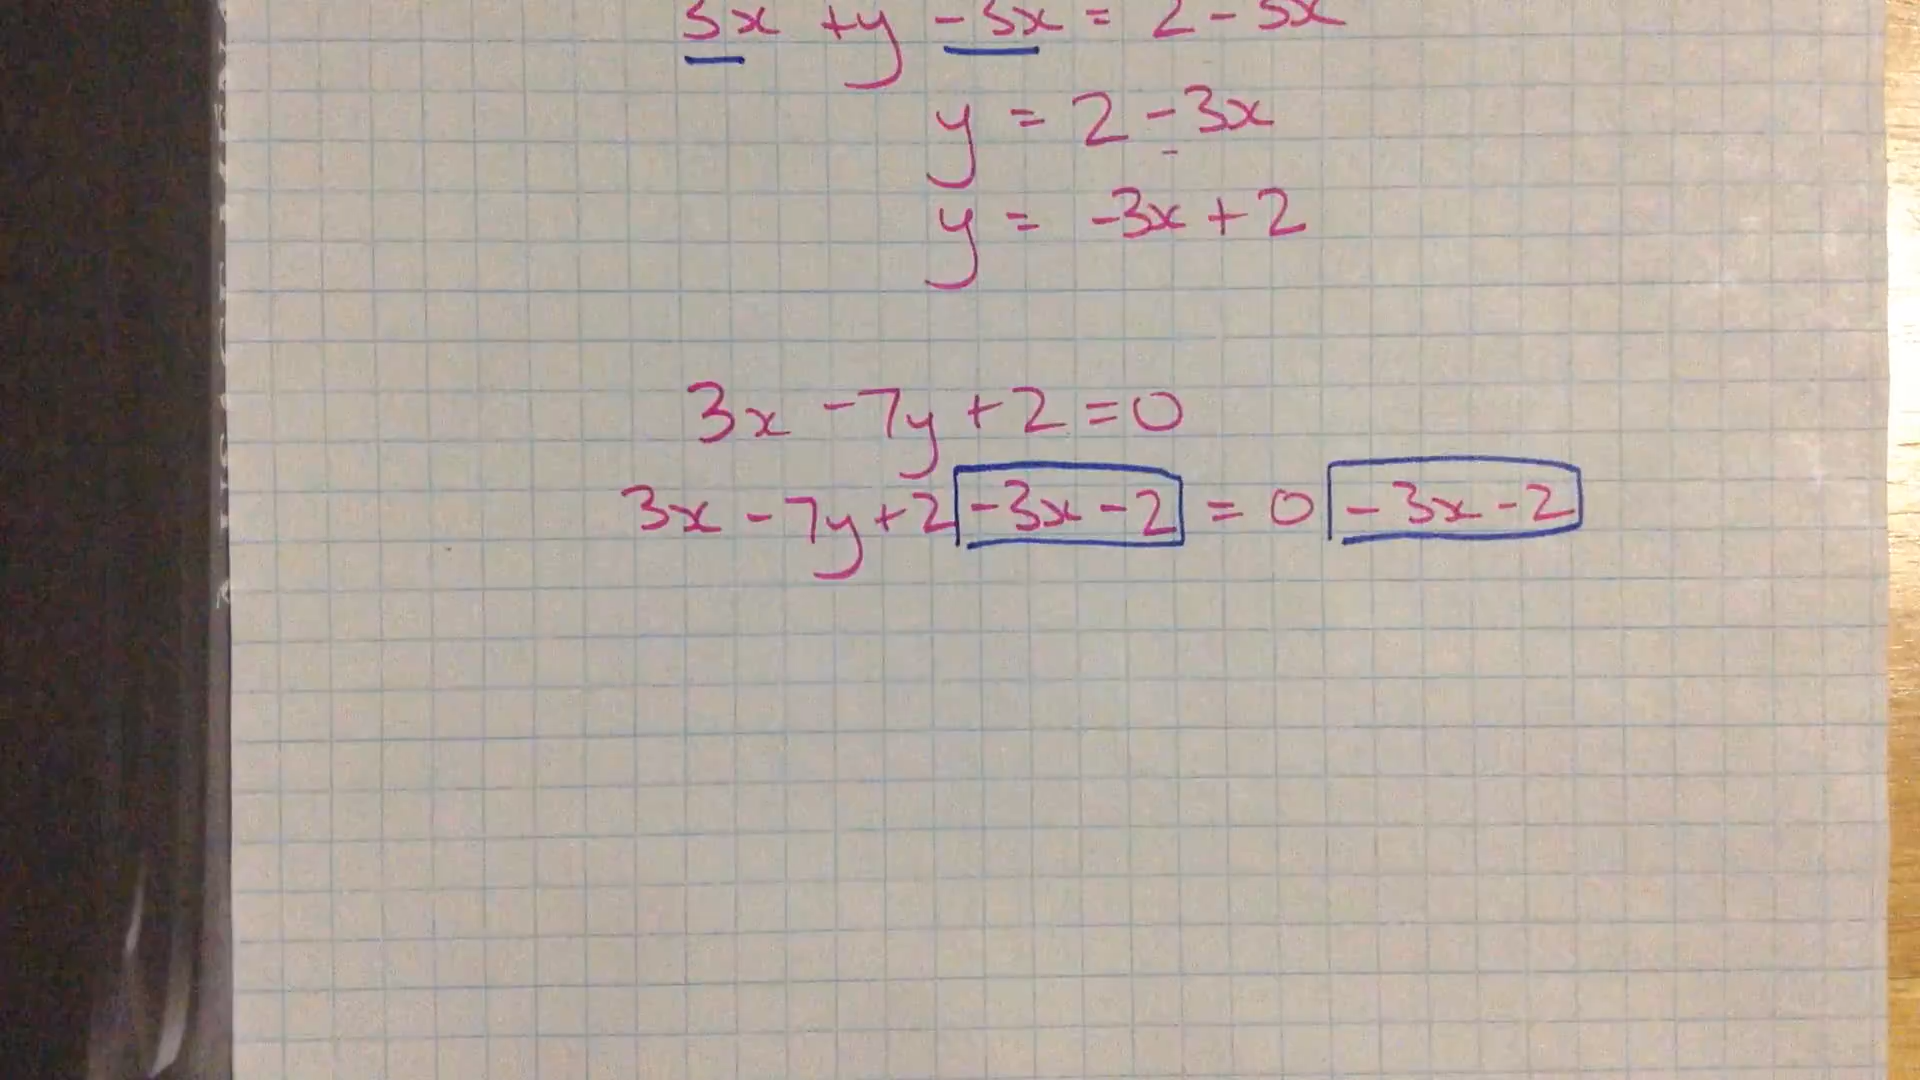 3x + y - 3x = 2 - 3x
y = 2 - 3x
y = -3x + 2
3x - 7y + 2 = 0
3x - 7y + 2 - 3x - 2 = 0 - 3x - 2